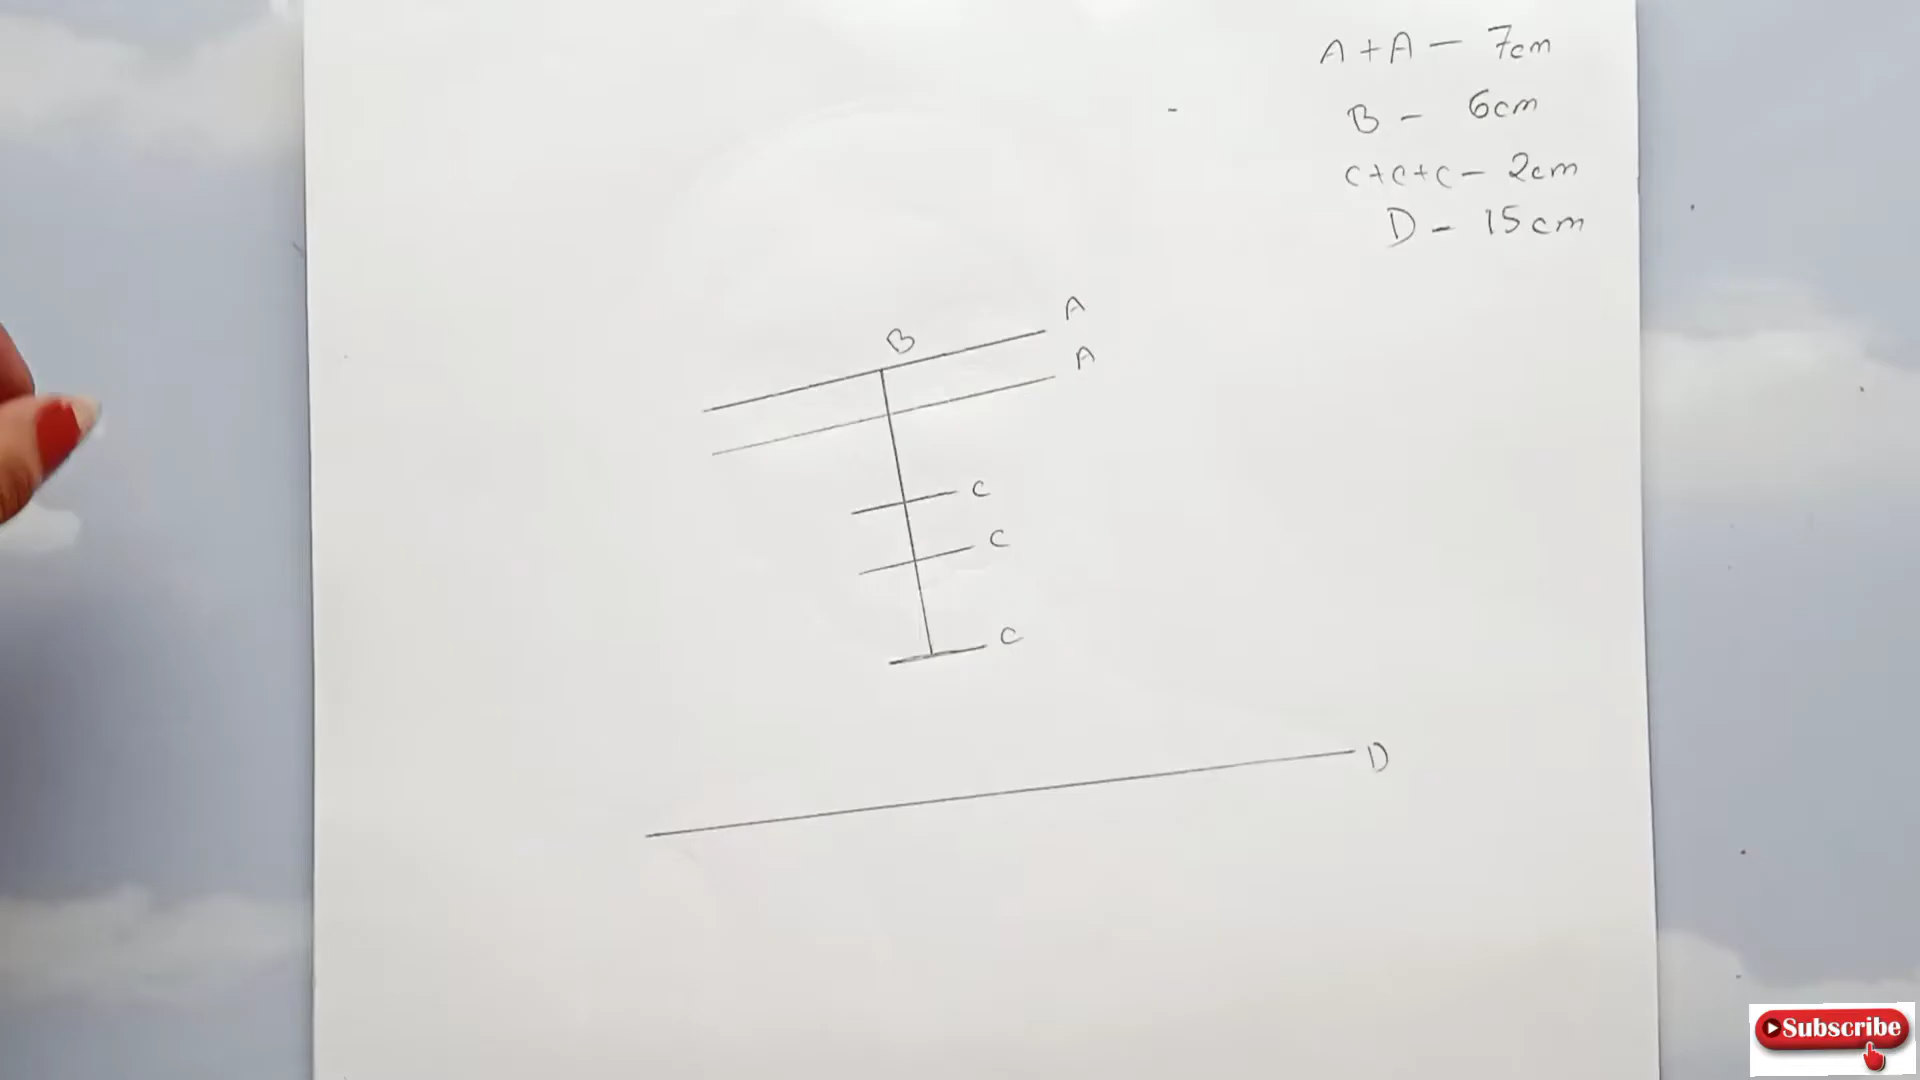 A + A - 7cm
B - 6cm
C + C + C - 2cm
D - 15cm
B
A
A
C
C
C
D
Subscribe